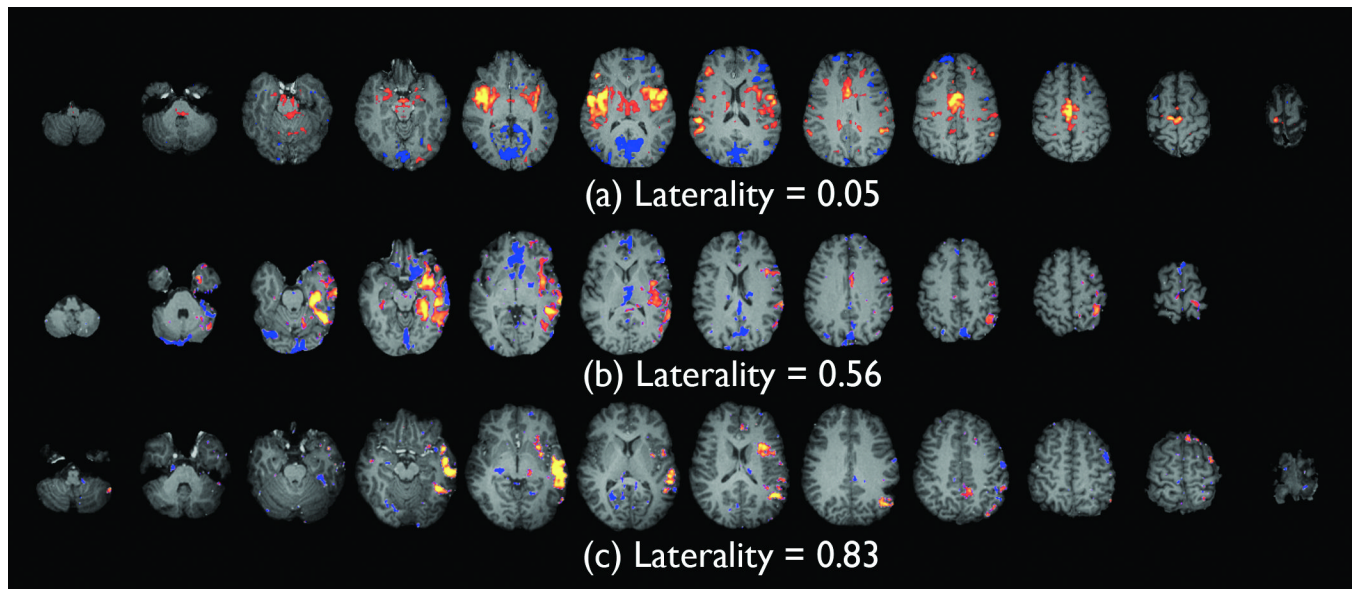 (a) Laterality = 0.05
(b) Laterality = 0.56
(c) Laterality = 0.83